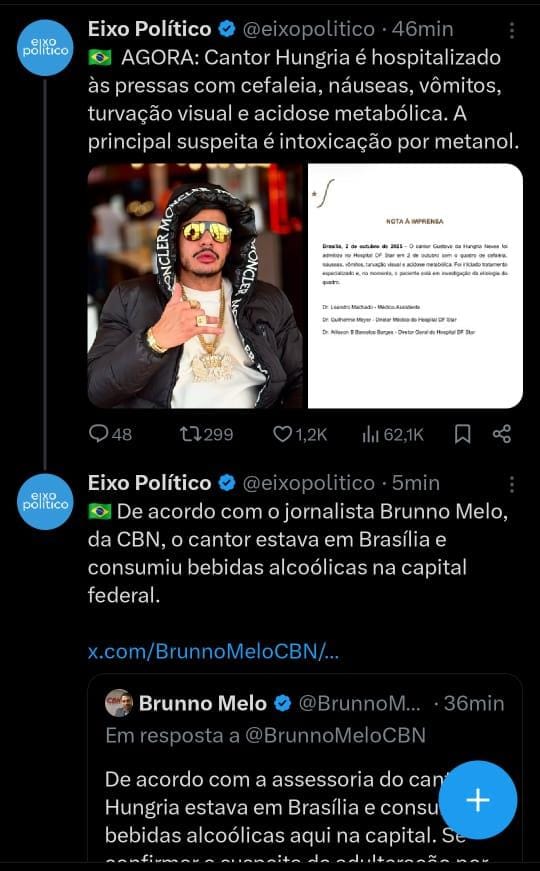 eixo
político
Eixo Político @eixopolitico · 46min
AGORA: Cantor Hungria é hospitalizado
às pressas com cefaleia, náuseas, vômitos,
turvação visual e acidose metabólica. A
principal suspeita é intoxicação por metanol.
MONCLER MONCLER
NOTA À IMPRENSA
Brasília, 2 de outubro de 2025 – O cantor Gustavo da Hungria Neves foi
admitido no Hospital DF Star em 2 de outubro com o quadro de cefaleia,
náuseas, vômitos, turvação visual e acidose metabólica. Foi iniciado tratamento
especializado e, no momento, o paciente está em investigação da etiologia do
quadro.
Dr. Leandro Machado - Médico Assistente
Dr. Guilherme Meyer - Diretor Médico do Hospital DF Star
Dr. Allisson B Barcelos Borges - Diretor Geral do Hospital DF Star
48 299 1,2K 62,1K
eixo
político
Eixo Político @eixopolitico · 5min
De acordo com o jornalista Brunno Melo,
da CBN, o cantor estava em Brasília e
consumiu bebidas alcoólicas na capital
federal.
x.com/BrunnoMeloCBN/...
Brunno Melo @BrunnoM... · 36min
Em resposta a @BrunnoMeloCBN
De acordo com a assessoria do can
Hungria estava em Brasília e consu
bebidas alcoólicas aqui na capital. Se
confirmar a suspeita de adulteração por